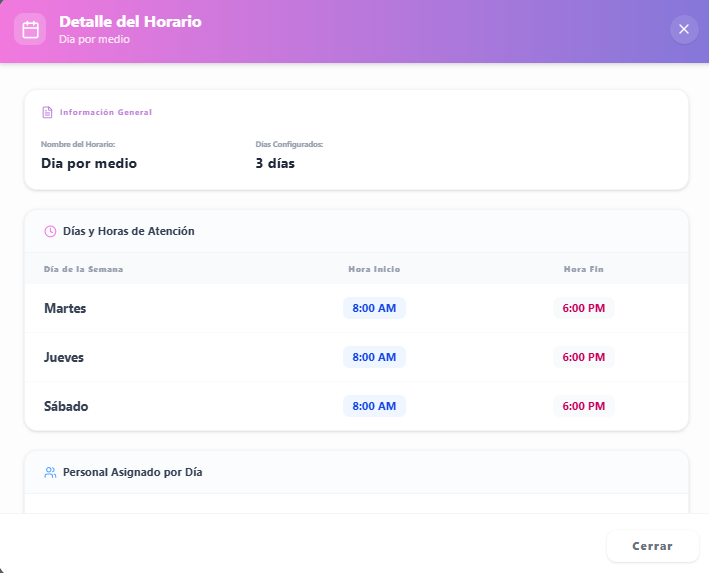 Detalle del Horario
Dia por medio
Información General
Nombre del Horario:
Días Configurados:
Dia por medio
3 días
Días y Horas de Atención
Día de la Semana
Hora Inicio
Hora Fin
Martes
8:00 AM
6:00 PM
Jueves
8:00 AM
6:00 PM
Sábado
8:00 AM
6:00 PM
Personal Asignado por Día
Cerrar